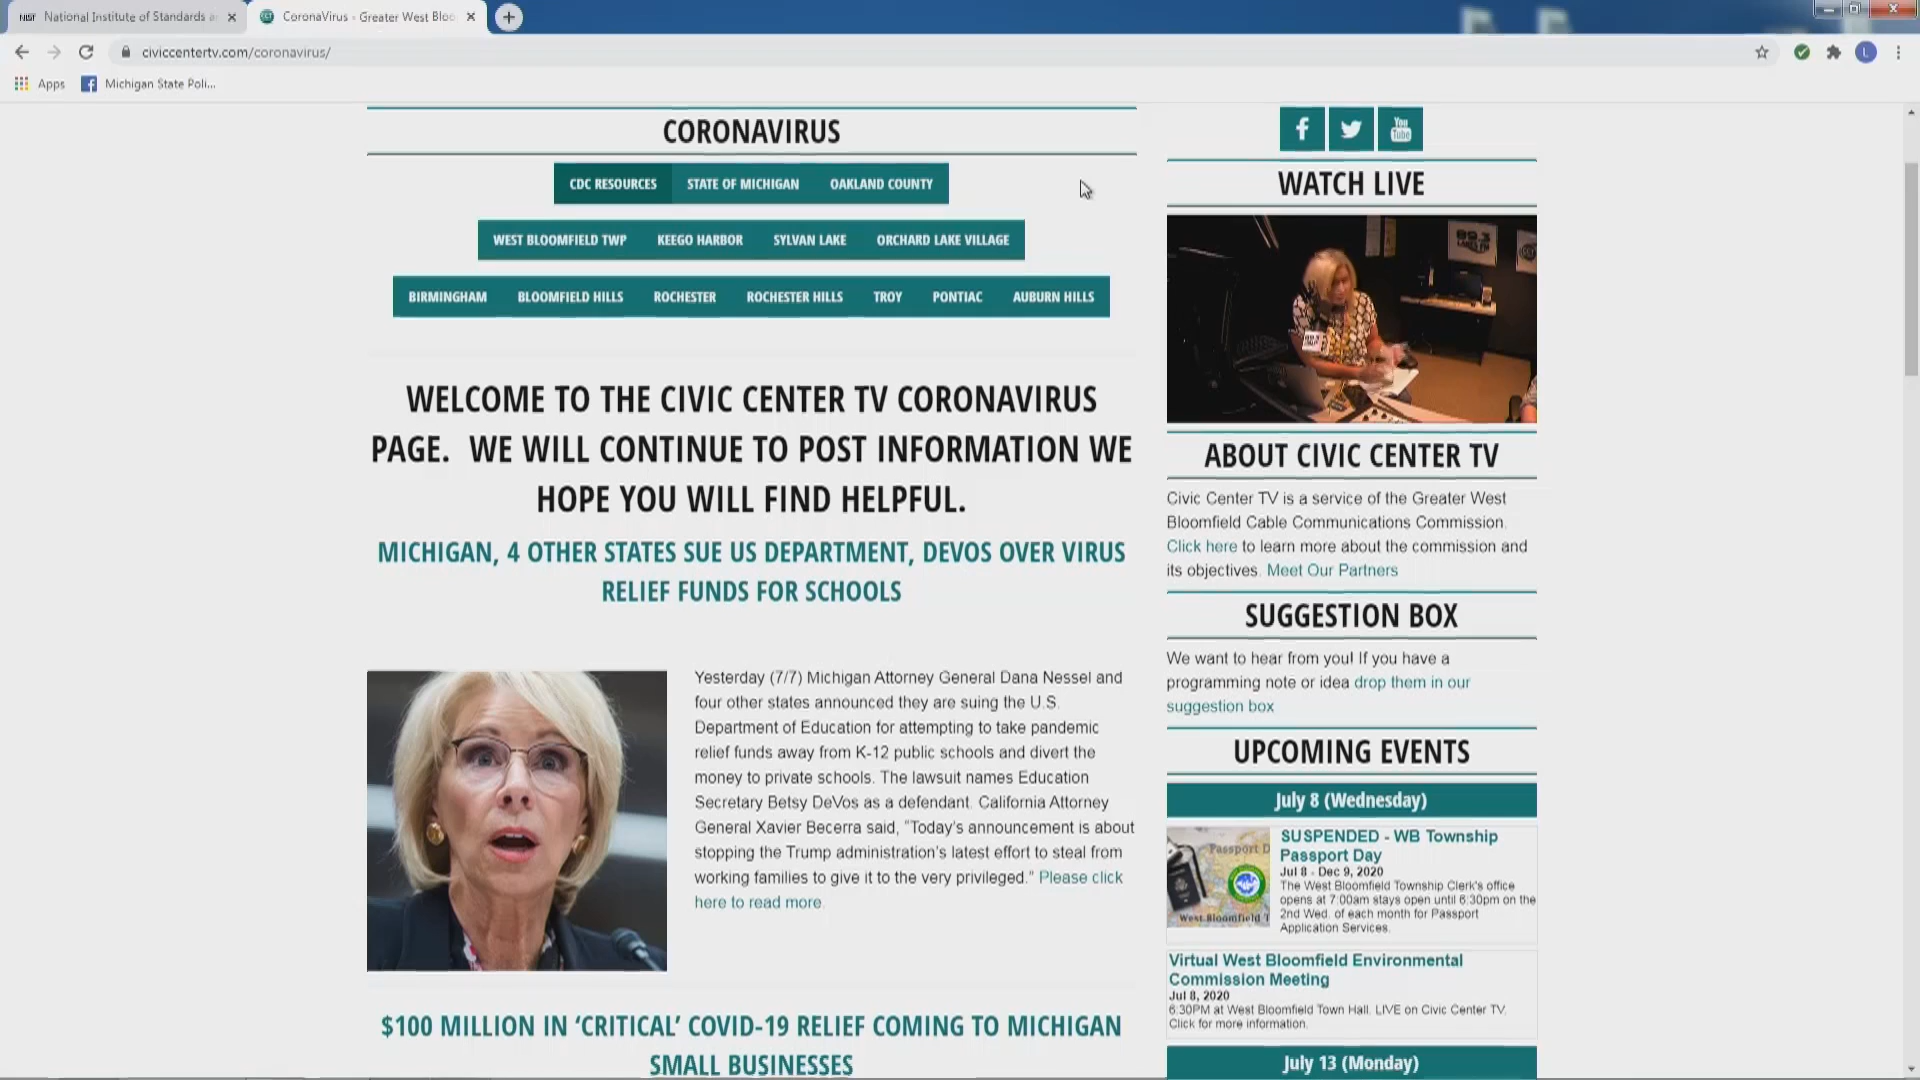 NIST National Institute of Standards a
CoronaVirus - Greater West Bloo
civiccentertv.com/coronavirus/
L
Apps
Michigan State Poli...
CORONAVIRUS
CDC RESOURCES STATE OF MICHIGAN OAKLAND COUNTY
WEST BLOOMFIELD TWP KEEGO HARBOR SYLVAN LAKE ORCHARD LAKE VILLAGE
BIRMINGHAM BLOOMFIELD HILLS ROCHESTER ROCHESTER HILLS TROY PONTIAC AUBURN HILLS
WELCOME TO THE CIVIC CENTER TV CORONAVIRUS
PAGE. WE WILL CONTINUE TO POST INFORMATION WE
HOPE YOU WILL FIND HELPFUL.
MICHIGAN, 4 OTHER STATES SUE US DEPARTMENT, DEVOS OVER VIRUS
RELIEF FUNDS FOR SCHOOLS
Yesterday (7/7) Michigan Attorney General Dana Nessel and
four other states announced they are suing the U.S.
Department of Education for attempting to take pandemic
relief funds away from K-12 public schools and divert the
money to private schools. The lawsuit names Education
Secretary Betsy DeVos as a defendant. California Attorney
General Xavier Becerra said, "Today's announcement is about
stopping the Trump administration's latest effort to steal from
working families to give it to the very privileged." Please click
here to read more.
$100 MILLION IN 'CRITICAL' COVID-19 RELIEF COMING TO MICHIGAN
SMALL BUSINESSES
You
Tube
WATCH LIVE
89.3
LAKES FM
ABOUT CIVIC CENTER TV
Civic Center TV is a service of the Greater West
Bloomfield Cable Communications Commission.
Click here to learn more about the commission and
its objectives. Meet Our Partners
SUGGESTION BOX
We want to hear from you! If you have a
programming note or idea drop them in our
suggestion box
UPCOMING EVENTS
July 8 (Wednesday)
Passport D
West Bloomfield T
SUSPENDED - WB Township
Passport Day
Jul 8 - Dec 9, 2020
The West Bloomfield Township Clerk's office
opens at 7:00am stays open until 6:30pm on the
2nd Wed. of each month for Passport
Application Services.
Virtual West Bloomfield Environmental
Commission Meeting
Jul 8, 2020
6:30PM at West Bloomfield Town Hall. LIVE on Civic Center TV.
Click for more information.
July 13 (Monday)